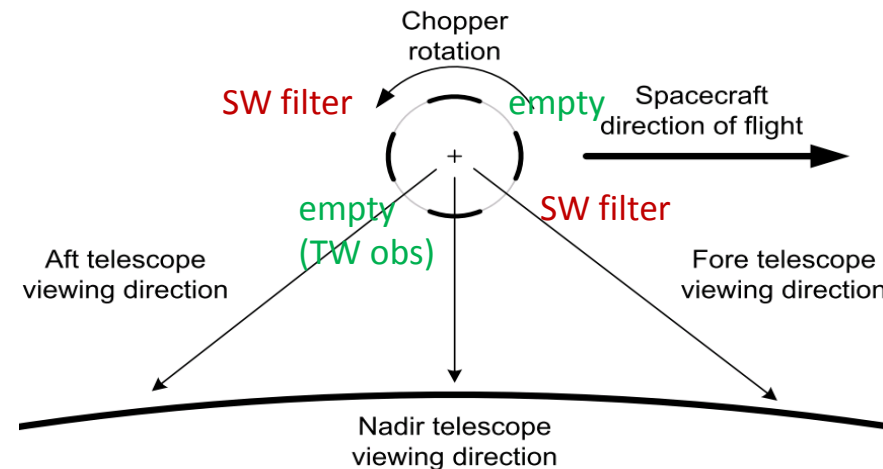 Chopper
rotation
SW filter
empty
Spacecraft
direction of flight
empty
(TW obs)
SW filter
Aft telescope
viewing direction
Fore telescope
viewing direction
Nadir telescope
viewing direction